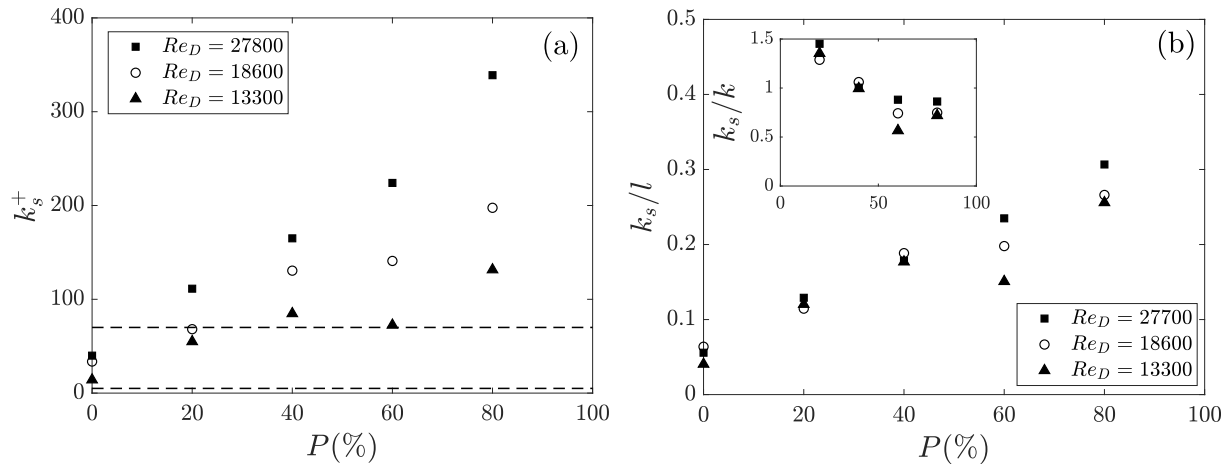 400
300
200
100
0
0
20
40
60
80
100
k_s^+
P(%)
(a)
Re_D = 27800
Re_D = 18600
Re_D = 13300
0.5
0.4
0.3
0.2
0.1
0
0
20
40
60
80
100
k_s/l
P(%)
(b)
1.5
1
0.5
0
0
50
100
k_s/k
Re_D = 27700
Re_D = 18600
Re_D = 13300